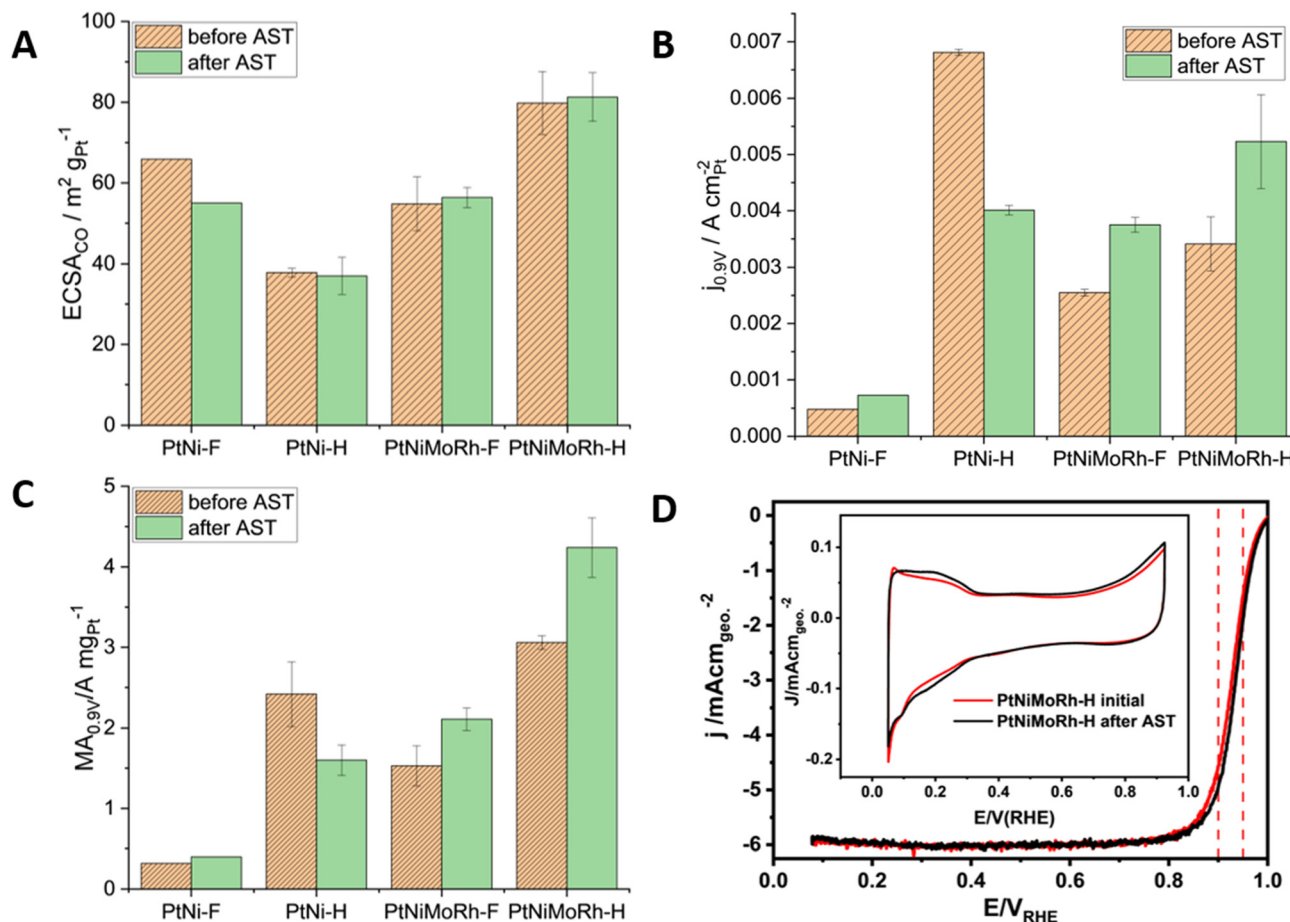 A
before AST
after AST
ECSA_CO / m² g_Pt⁻¹
100
80
60
40
20
0
PtNi-F PtNi-H PtNiMoRh-F PtNiMoRh-H
B
before AST
after AST
j_0.9V / A cm⁻²_Pt
0.007
0.006
0.005
0.004
0.003
0.002
0.001
0.000
PtNi-F PtNi-H PtNiMoRh-F PtNiMoRh-H
C
before AST
after AST
MA_0.9V/A mg_Pt⁻¹
5
4
3
2
1
0
PtNi-F PtNi-H PtNiMoRh-F PtNiMoRh-H
D
j /mAcm_geo.⁻²
0
-1
-2
-3
-4
-5
-6
0.0 0.2 0.4 0.6 0.8 1.0
E/V_RHE
J/mAcm_geo.⁻²
0.1
0.0
-0.1
-0.2
PtNiMoRh-H initial
PtNiMoRh-H after AST
0.0 0.2 0.4 0.6 0.8 1.0
E/V(RHE)